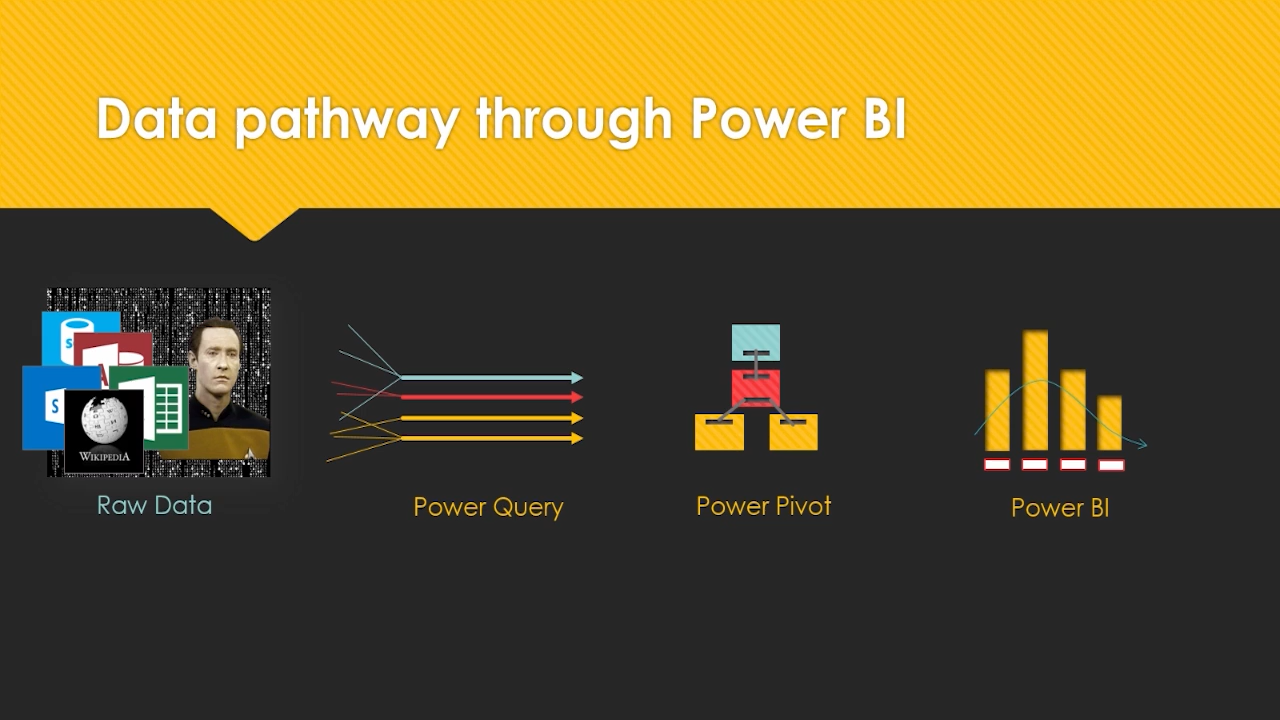 Data pathway through Power BI
S
A
S
WIKIPEDIA
Raw Data
Power Query
Power Pivot
Power BI